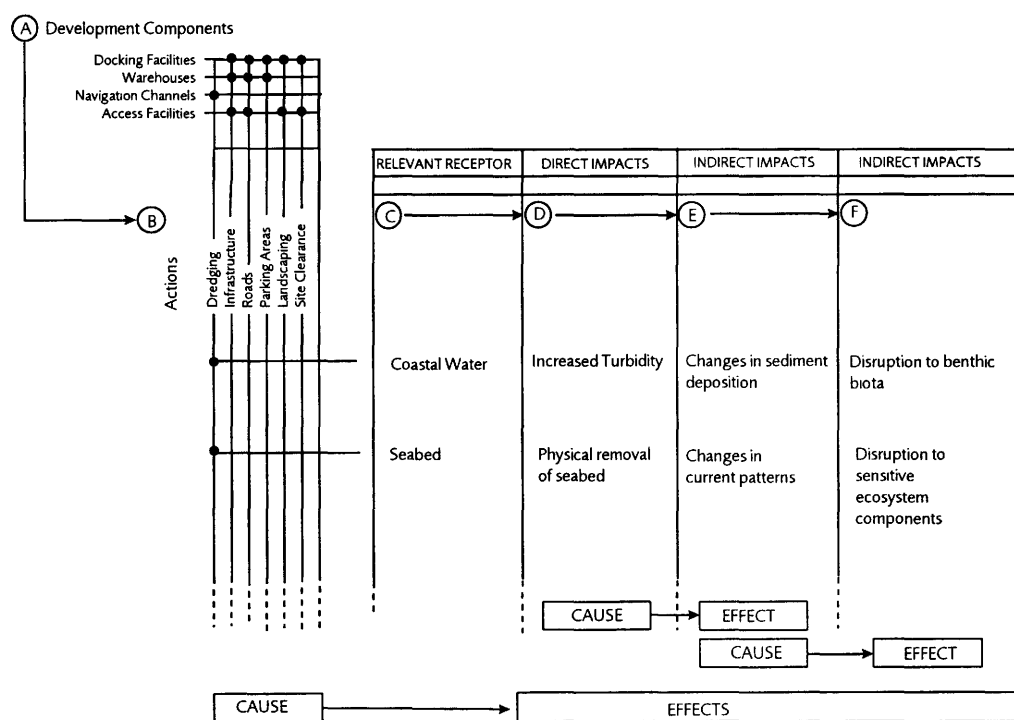 A Development Components
Docking Facilities
Warehouses
Navigation Channels
Access Facilities
B
Actions
Dredging
Infrastructure
Roads
Parking Areas
Landscaping
Site Clearance
RELEVANT RECEPTOR
DIRECT IMPACTS
INDIRECT IMPACTS
INDIRECT IMPACTS
C
D
E
F
Coastal Water
Increased Turbidity
Changes in sediment
deposition
Disruption to benthic
biota
Seabed
Physical removal
of seabed
Changes in
current patterns
Disruption to
sensitive
ecosystem
components
CAUSE
EFFECT
CAUSE
EFFECT
CAUSE
EFFECTS